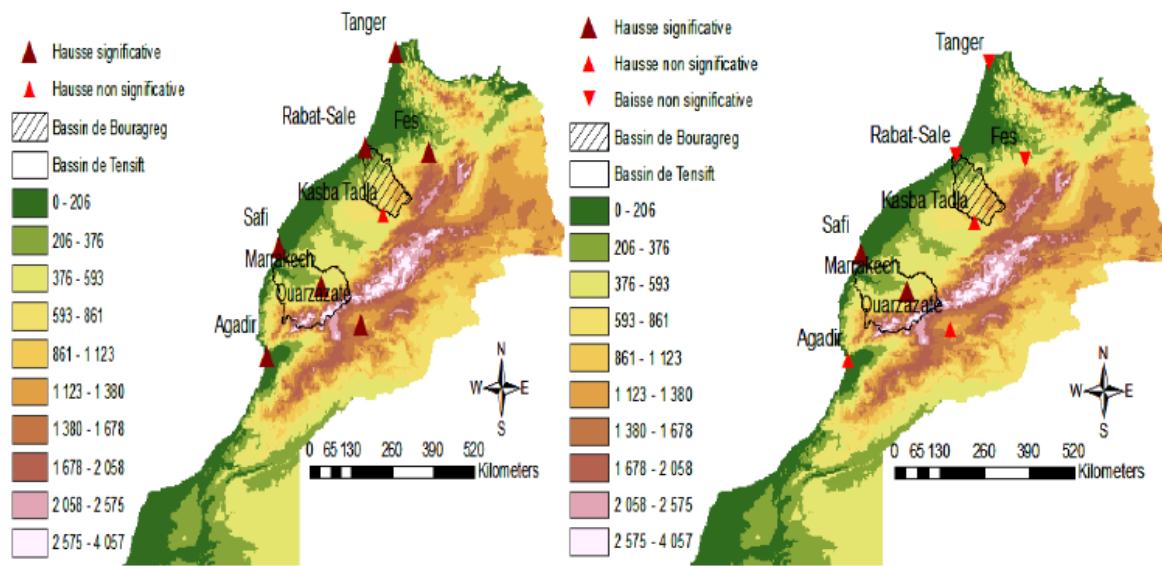 Hausse significative
Hausse non significative
Bassin de Bouragreg
Bassin de Tensift
0 - 206
206 - 376
376 - 593
593 - 861
861 - 1 123
1 123 - 1 380
1 380 - 1 678
1 678 - 2 058
2 058 - 2 575
2 575 - 4 057
Tanger
Rabat-Sale
Fes
Kasba Tadla
Safi
Marrakech
Ouarzazate
Agadir
N
W E
S
0 65 130 260 390 520
Kilometers
Hausse significative
Hausse non significative
Baisse non significative
Bassin de Bouragreg
Bassin de Tensift
0 - 206
206 - 376
376 - 593
593 - 861
861 - 1 123
1 123 - 1 380
1 380 - 1 678
1 678 - 2 058
2 058 - 2 575
2 575 - 4 057
Tanger
Rabat-Sale
Fes
Kasba Tadla
Safi
Marrakech
Ouarzazate
Agadir
N
W E
S
0 65 130 260 390 520
Kilometers